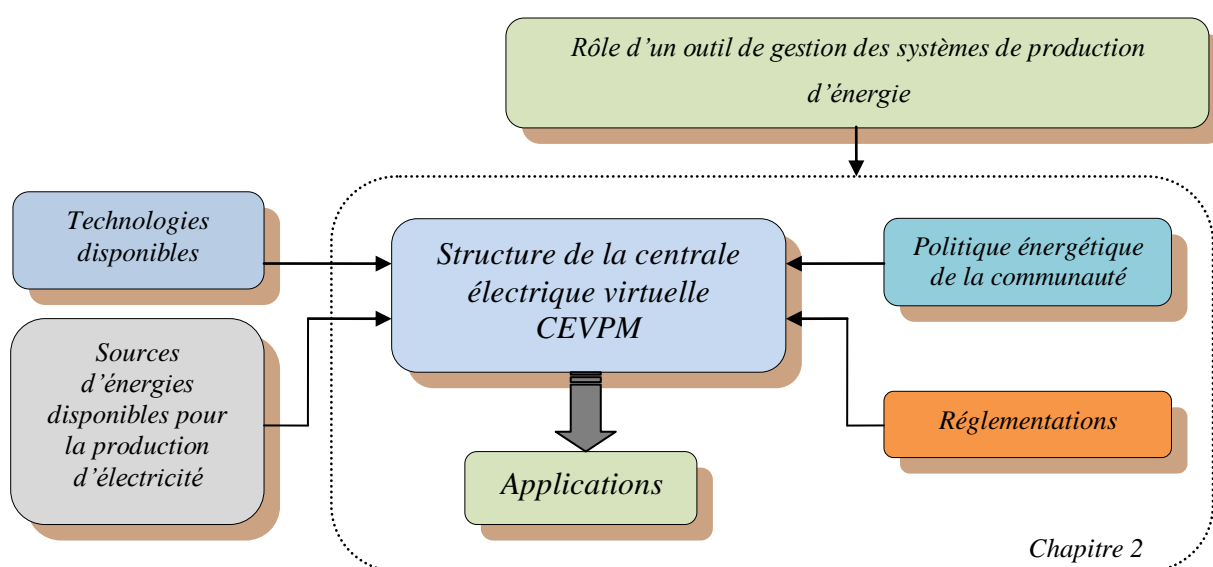 Rôle d’un outil de gestion des systèmes de production
d’énergie
Technologies
disponibles
Structure de la centrale
électrique virtuelle
CEVPM
Politique énergétique
de la communauté
Sources
d’énergies
disponibles pour
la production
d’électricité
Réglementations
Applications
Chapitre 2